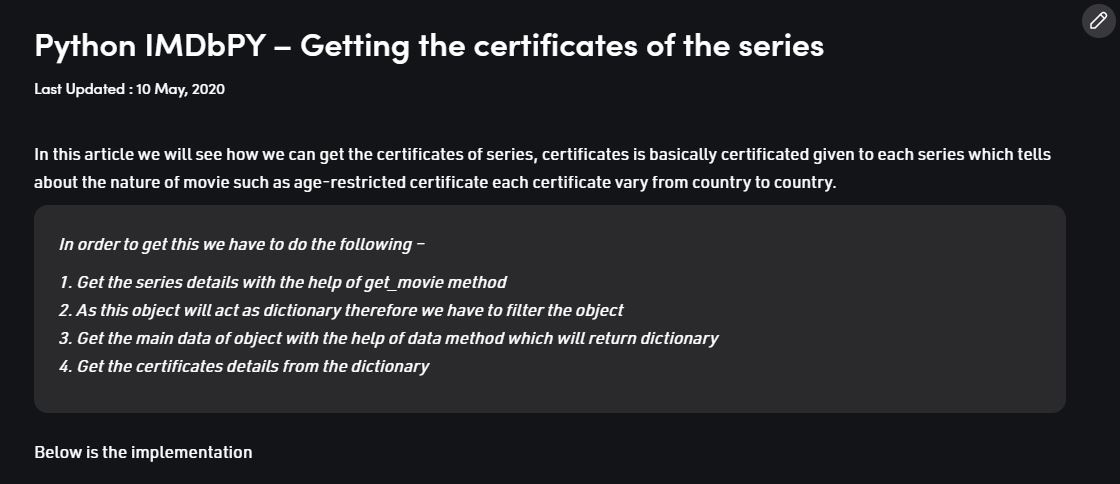 Python IMDbPY – Getting the certificates of the series
Last Updated : 10 May, 2020
In this article we will see how we can get the certificates of series, certificates is basically certificated given to each series which tells
about the nature of movie such as age-restricted certificate each certificate vary from country to country.
In order to get this we have to do the following –
1. Get the series details with the help of get_movie method
2. As this object will act as dictionary therefore we have to filter the object
3. Get the main data of object with the help of data method which will return dictionary
4. Get the certificates details from the dictionary
Below is the implementation